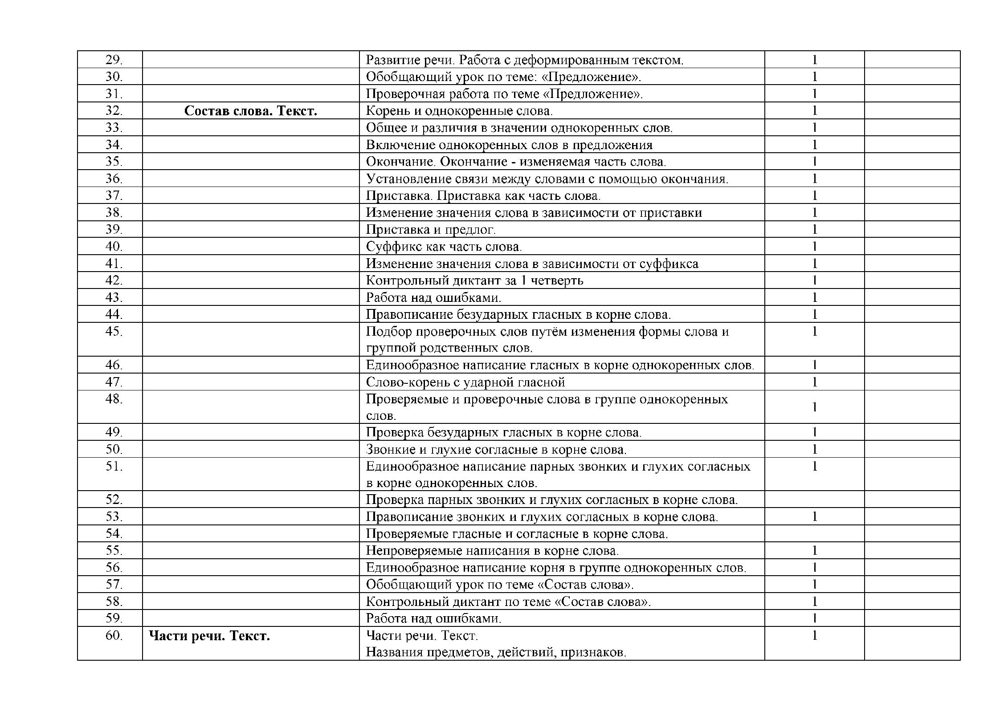 29. Развитие речи. Работа с деформированным текстом. 1
30. Обобщающий урок по теме: «Предложение». 1
31. Проверочная работа по теме «Предложение». 1
32. Состав слова. Текст. Корень и однокоренные слова. 1
33. Общее и различия в значении однокоренных слов. 1
34. Включение однокоренных слов в предложения 1
35. Окончание. Окончание - изменяемая часть слова. 1
36. Установление связи между словами с помощью окончания. 1
37. Приставка. Приставка как часть слова. 1
38. Изменение значения слова в зависимости от приставки 1
39. Приставка и предлог. 1
40. Суффикс как часть слова. 1
41. Изменение значения слова в зависимости от суффикса 1
42. Контрольный диктант за 1 четверть 1
43. Работа над ошибками. 1
44. Правописание безударных гласных в корне слова. 1
45. Подбор проверочных слов путём изменения формы слова и 1
группой родственных слов.
46. Единообразное написание гласных в корне однокоренных слов. 1
47. Слово-корень с ударной гласной 1
48. Проверяемые и проверочные слова в группе однокоренных 1
слов.
49. Проверка безударных гласных в корне слова. 1
50. Звонкие и глухие согласные в корне слова. 1
51. Единообразное написание парных звонких и глухих согласных 1
в корне однокоренных слов.
52. Проверка парных звонких и глухих согласных в корне слова.
53. Правописание звонких и глухих согласных в корне слова. 1
54. Проверяемые гласные и согласные в корне слова.
55. Непроверяемые написания в корне слова. 1
56. Единообразное написание корня в группе однокоренных слов. 1
57. Обобщающий урок по теме «Состав слова». 1
58. Контрольный диктант по теме «Состав слова». 1
59. Работа над ошибками. 1
60. Части речи. Текст. Части речи. Текст. 1
Названия предметов, действий, признаков.